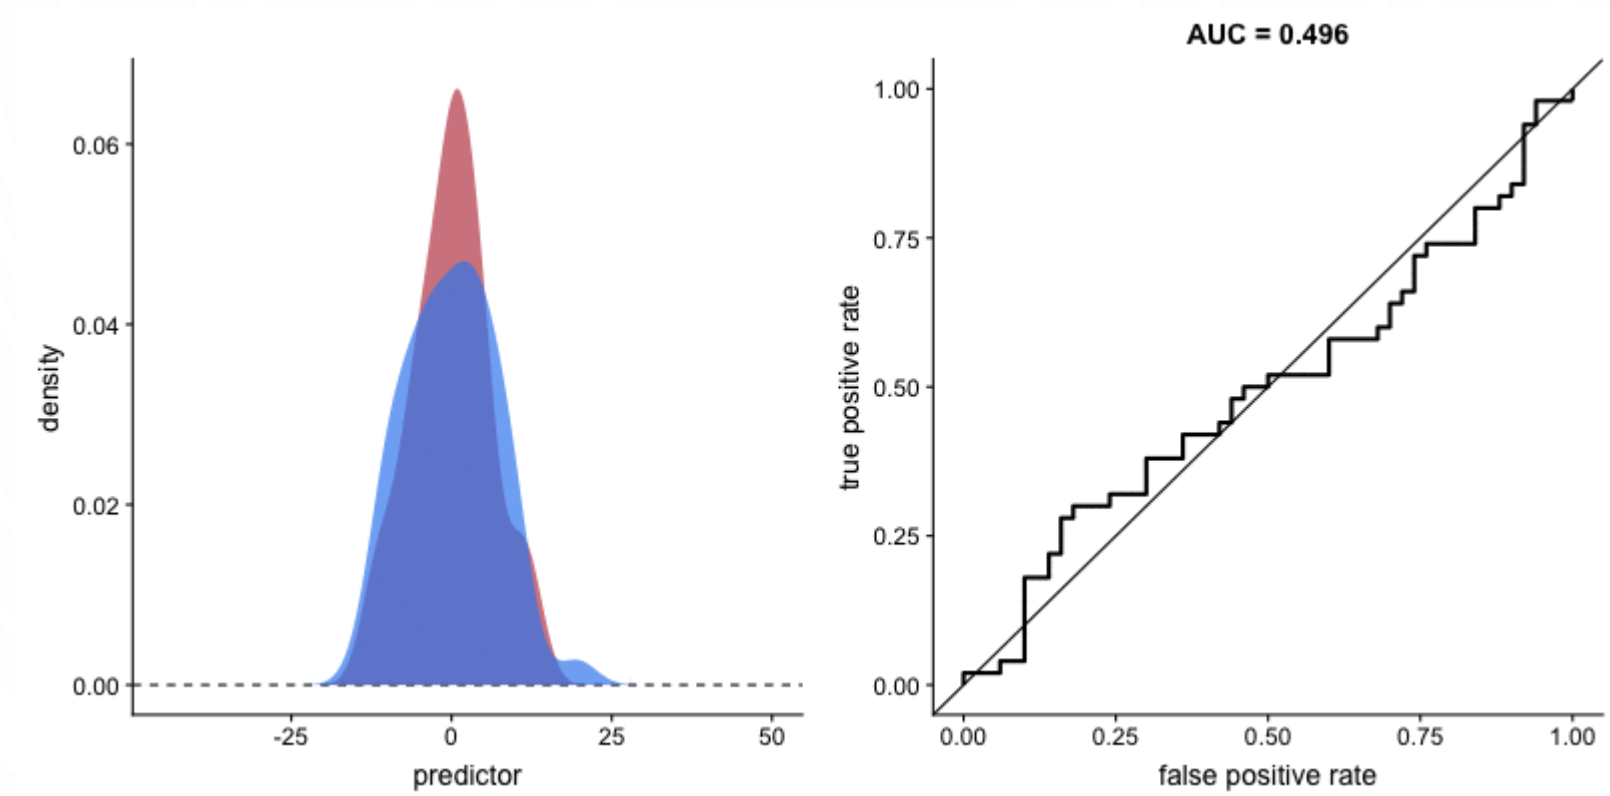 AUC = 0.496
0.06
0.04
0.02
0.00
density
-25 0 25 50
predictor
1.00
0.75
0.50
0.25
0.00
true positive rate
0.00 0.25 0.50 0.75 1.00
false positive rate